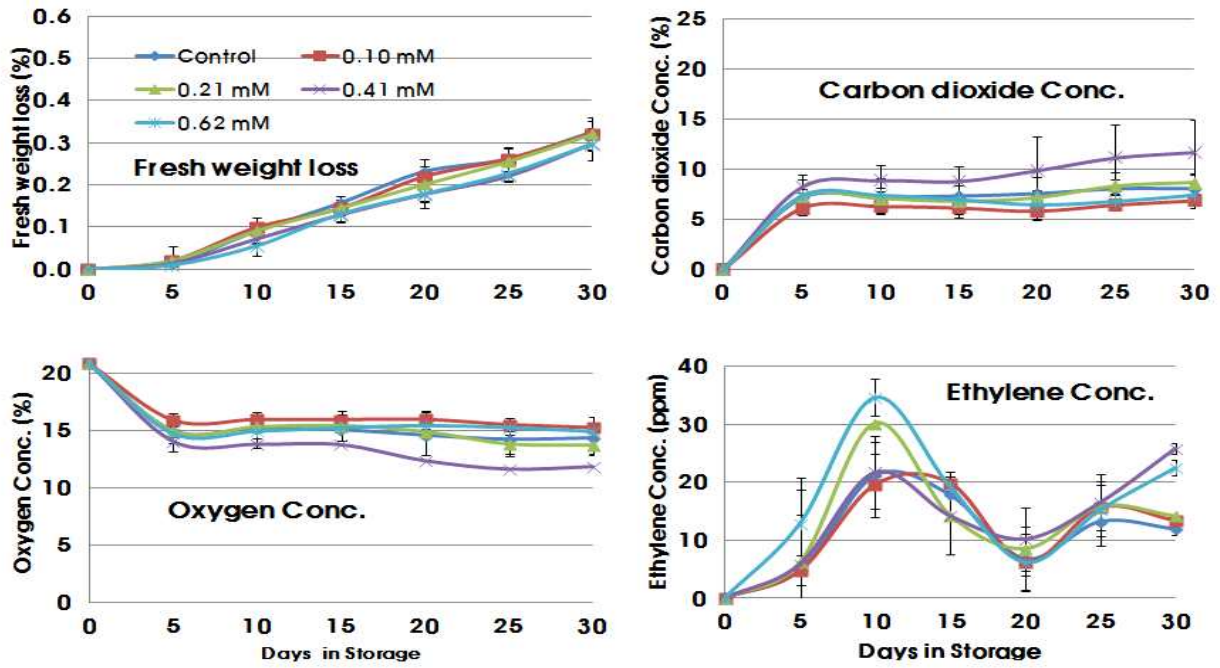 Fresh weight loss (%)
0.6
0.5
0.4
0.3
0.2
0.1
0.0
Control
0.10 mM
0.21 mM
0.41 mM
0.62 mM
Fresh weight loss
0 5 10 15 20 25 30
Carbon dioxide Conc. (%)
25
20
15
10
5
0
Carbon dioxide Conc.
0 5 10 15 20 25 30
Oxygen Conc. (%)
20
15
10
5
0
Oxygen Conc.
0 5 10 15 20 25 30
Days in Storage
Ethylene Conc. (ppm)
40
30
20
10
0
Ethylene Conc.
0 5 10 15 20 25 30
Days in Storage